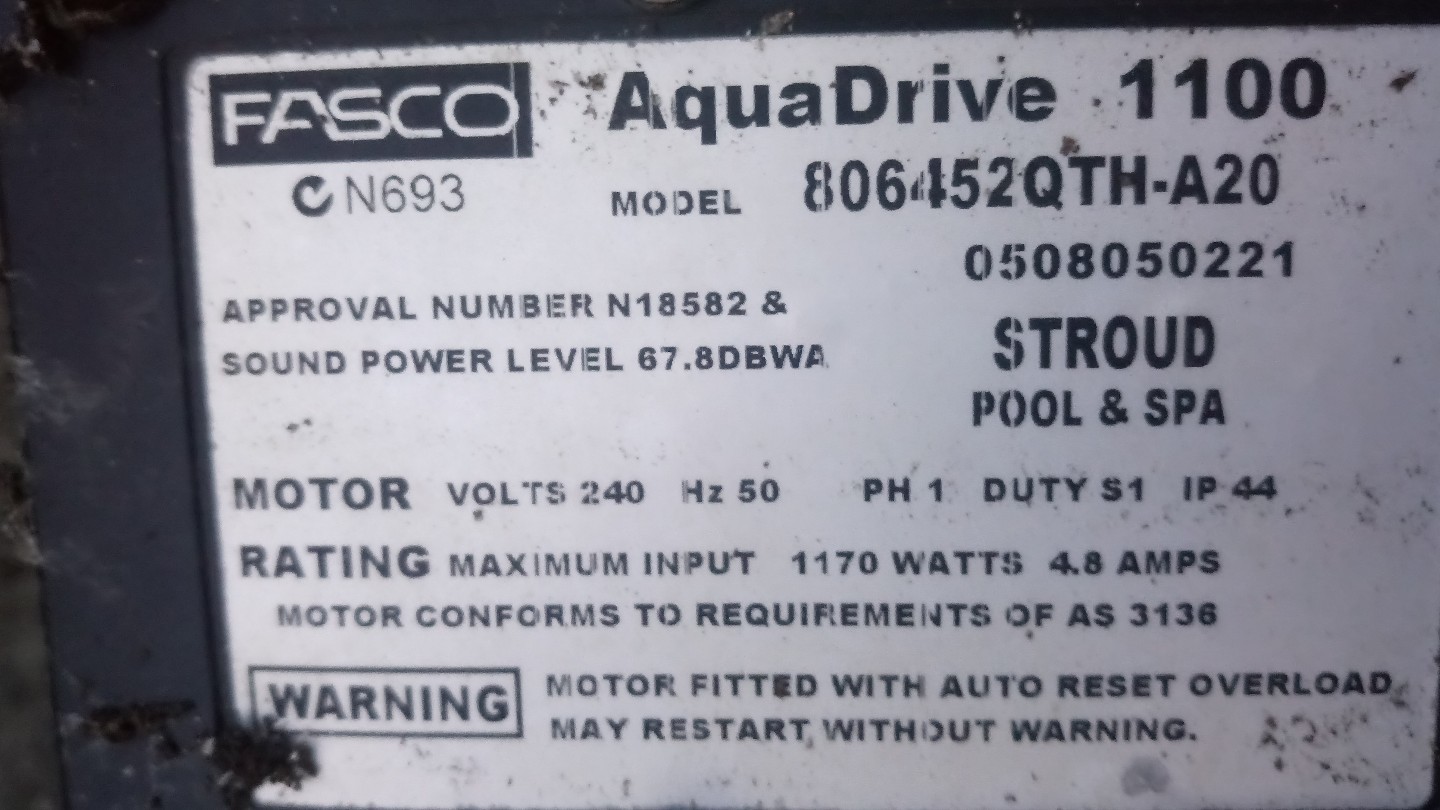 FASCO AquaDrive 1100
N693 MODEL 806452QTH-A20
0508050221
APPROVAL NUMBER N18582 &
SOUND POWER LEVEL 67.8DBWA
STROUD
POOL & SPA
MOTOR VOLTS 240 Hz 50 PH 1 DUTY S1 IP 44
RATING MAXIMUM INPUT 1170 WATTS 4.8 AMPS
MOTOR CONFORMS TO REQUIREMENTS OF AS 3136
WARNING MOTOR FITTED WITH AUTO RESET OVERLOAD
MAY RESTART WITHOUT WARNING.